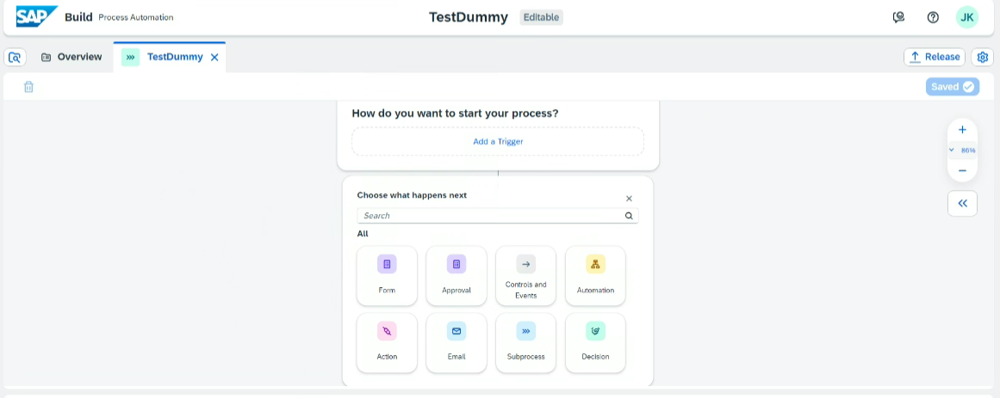 SAP Build Process Automation
TestDummy Editable
JK
Overview
TestDummy
Release
Saved
How do you want to start your process?
Add a Trigger
86%
Choose what happens next
Search
All
Form
Approval
Controls and
Events
Automation
Action
Email
Subprocess
Decision